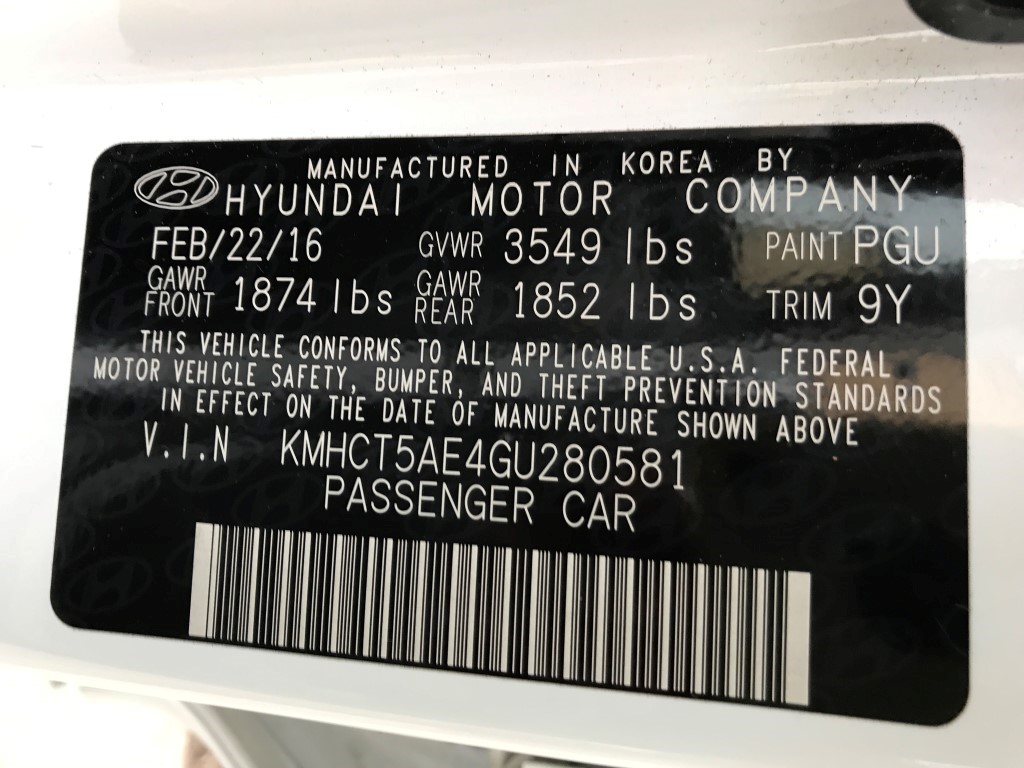 MANUFACTURED IN KOREA BY
HYUNDAI MOTOR COMPANY
FEB/22/16 GVWR 3549 lbs PAINT PGU
GAWR FRONT 1874 lbs GAWR REAR 1852 lbs TRIM 9Y
THIS VEHICLE CONFORMS TO ALL APPLICABLE U.S.A. FEDERAL
MOTOR VEHICLE SAFETY, BUMPER, AND THEFT PREVENTION STANDARDS
IN EFFECT ON THE DATE OF MANUFACTURE SHOWN ABOVE
V.I.N KMHCT5AE4GU280581
PASSENGER CAR